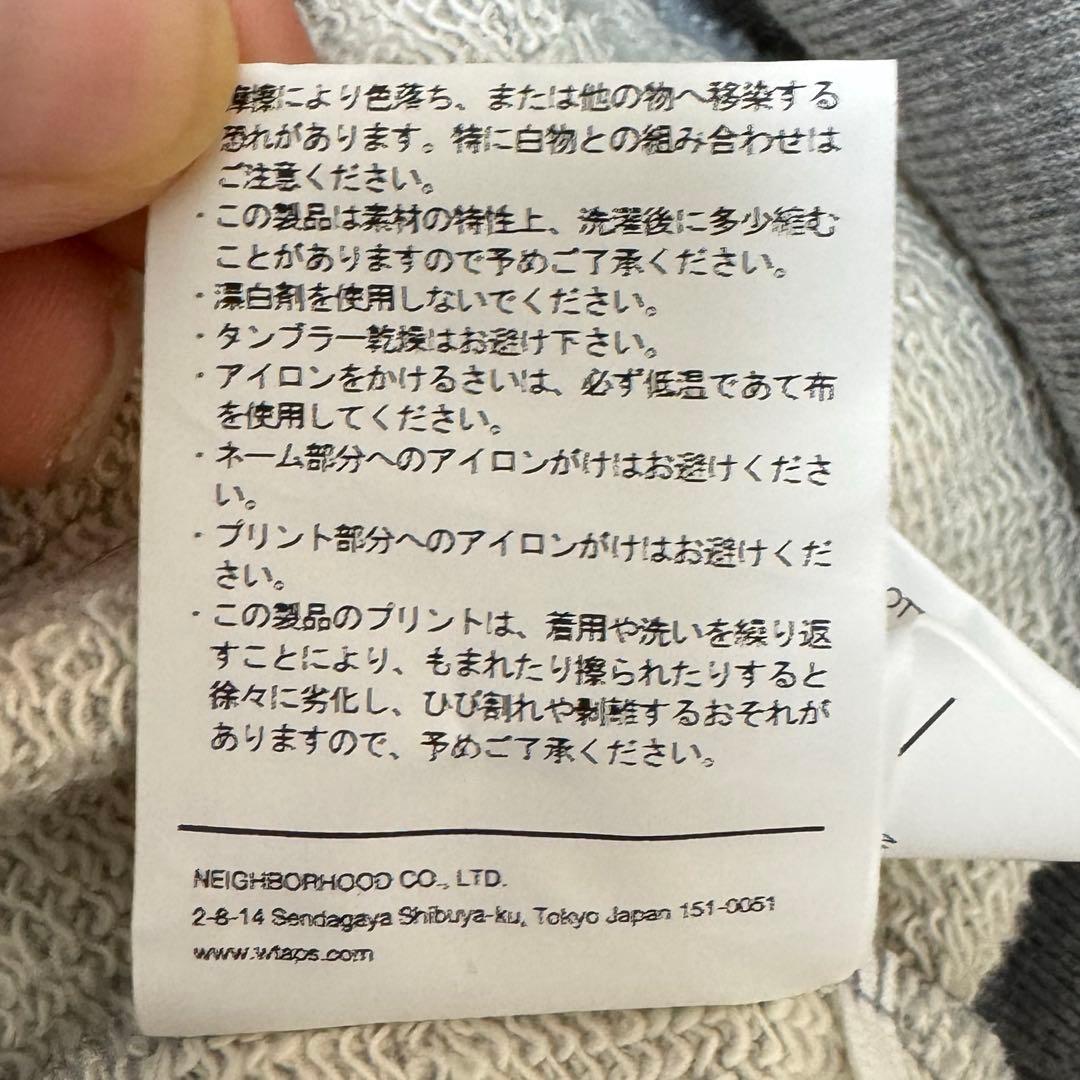 摩擦により色落ち、または他の物へ移染する
恐れがあります。特に白物との組み合わせは
ご注意ください。
・この製品は素材の特性上、洗濯後に多少縮む
ことがありますので予めご了承ください。
・漂白剤を使用しないでください。
・タンブラー乾燥はお避け下さい。
・アイロンをかけるさいは、必ず低温であて布
を使用してください。
・ネーム部分へのアイロンがけはお避けくださ
い。
・プリント部分へのアイロンがけはお避けくだ
さい。
・この製品のプリントは、着用や洗いを繰り返
すことにより、もまれたり擦られたりすると
徐々に劣化し、ひび割れや剥離するおそれが
ありますので、予めご了承ください。
NEIGHBORHOOD CO., LTD.
2-8-14 Sendagaya Shibuya-ku, Tokyo Japan 151-0051
www.wtaps.com